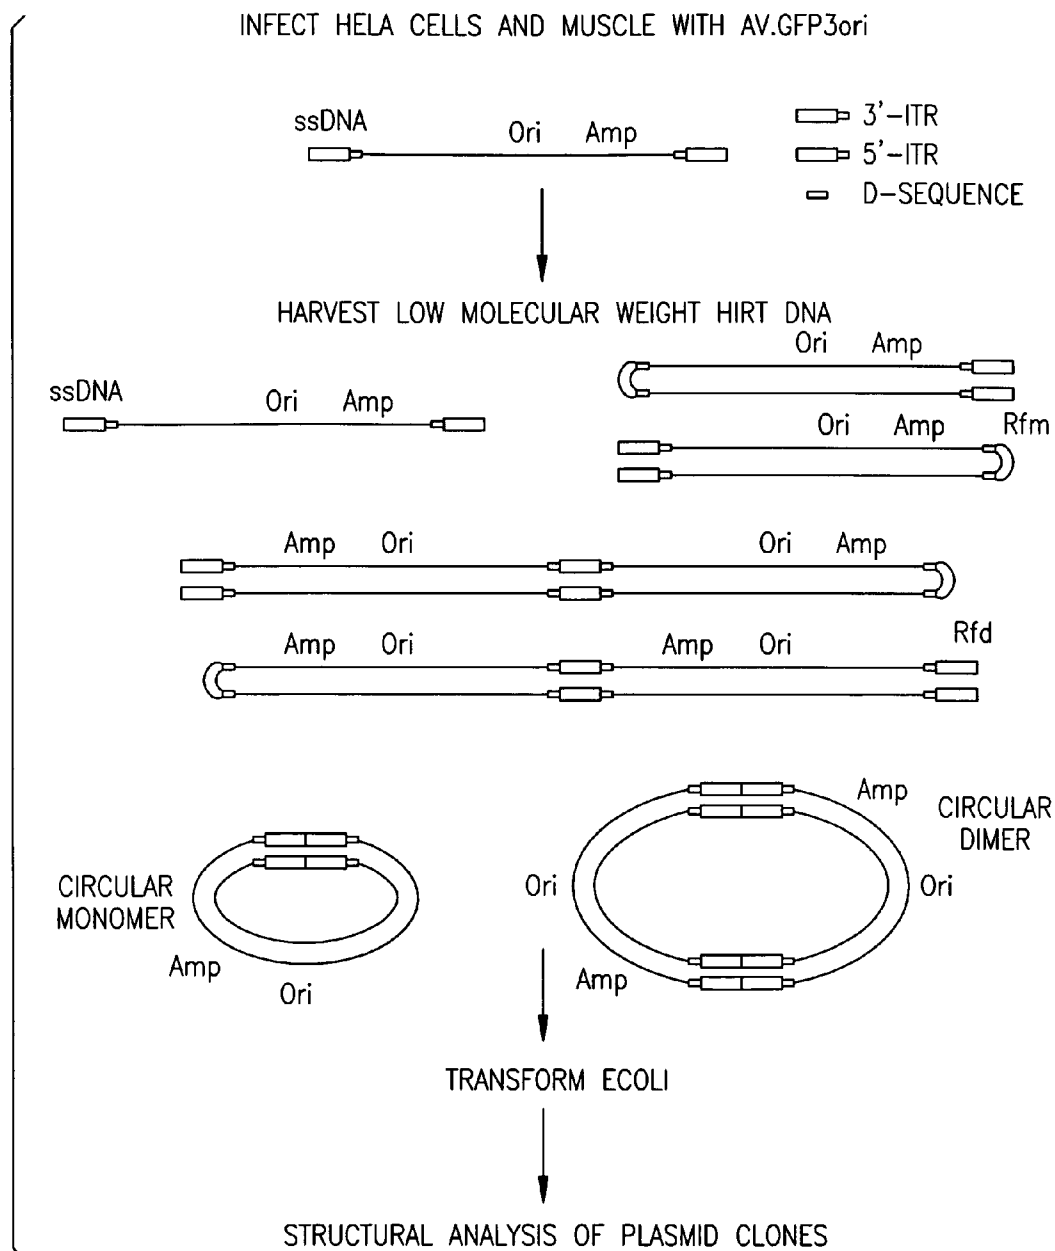 INFECT HELA CELLS AND MUSCLE WITH AV.GFP3ori
ssDNA
Ori Amp
3'-ITR
5'-ITR
D-SEQUENCE
HARVEST LOW MOLECULAR WEIGHT HIRT DNA
ssDNA
Ori Amp
Ori Amp
Ori Amp Rfm
Amp Ori Ori Amp
Amp Ori Amp Ori Rfd
CIRCULAR
MONOMER
Amp
Ori
Amp
CIRCULAR
DIMER
Ori
Ori
Amp
TRANSFORM ECOLI
STRUCTURAL ANALYSIS OF PLASMID CLONES